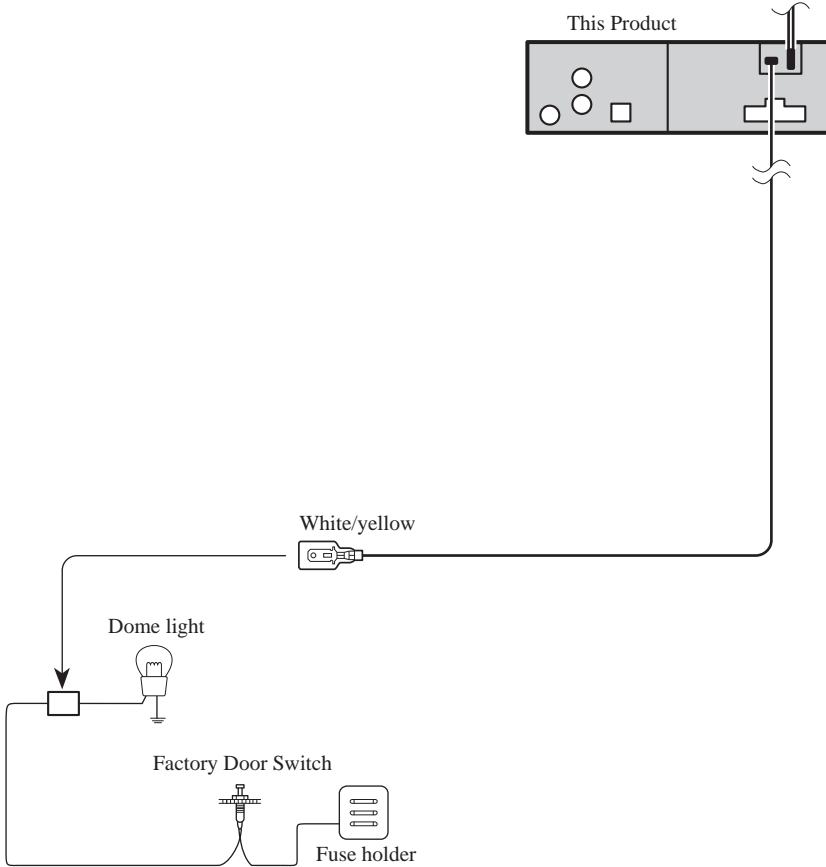 This Product
White/yellow
Dome light
Factory Door Switch
Fuse holder